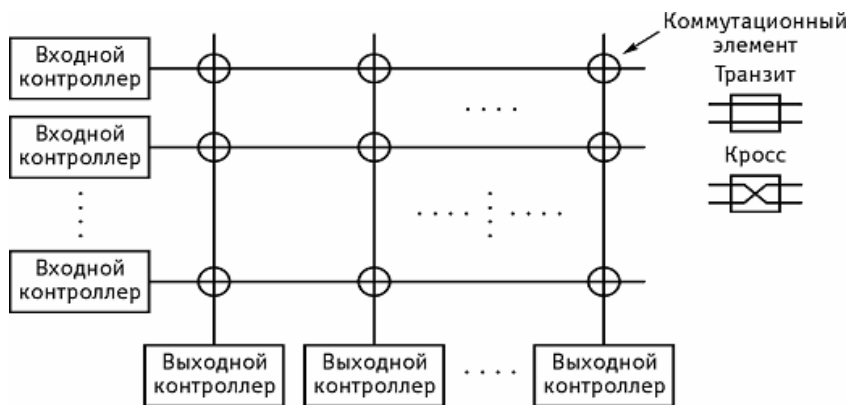 Коммутационный
элемент
Входной
контроллер
Транзит
Входной
контроллер
Кросс
Входной
контроллер
Выходной
контроллер
Выходной
контроллер
Выходной
контроллер